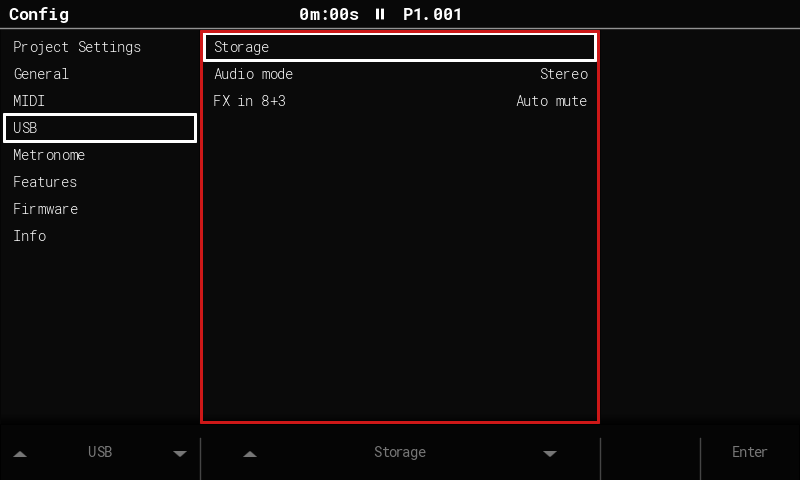 Config 0m:00s P1.001
Project Settings
General
MIDI
USB
Metronome
Features
Firmware
Info
Storage
Audio mode Stereo
FX in 8+3 Auto mute
USB Storage Enter